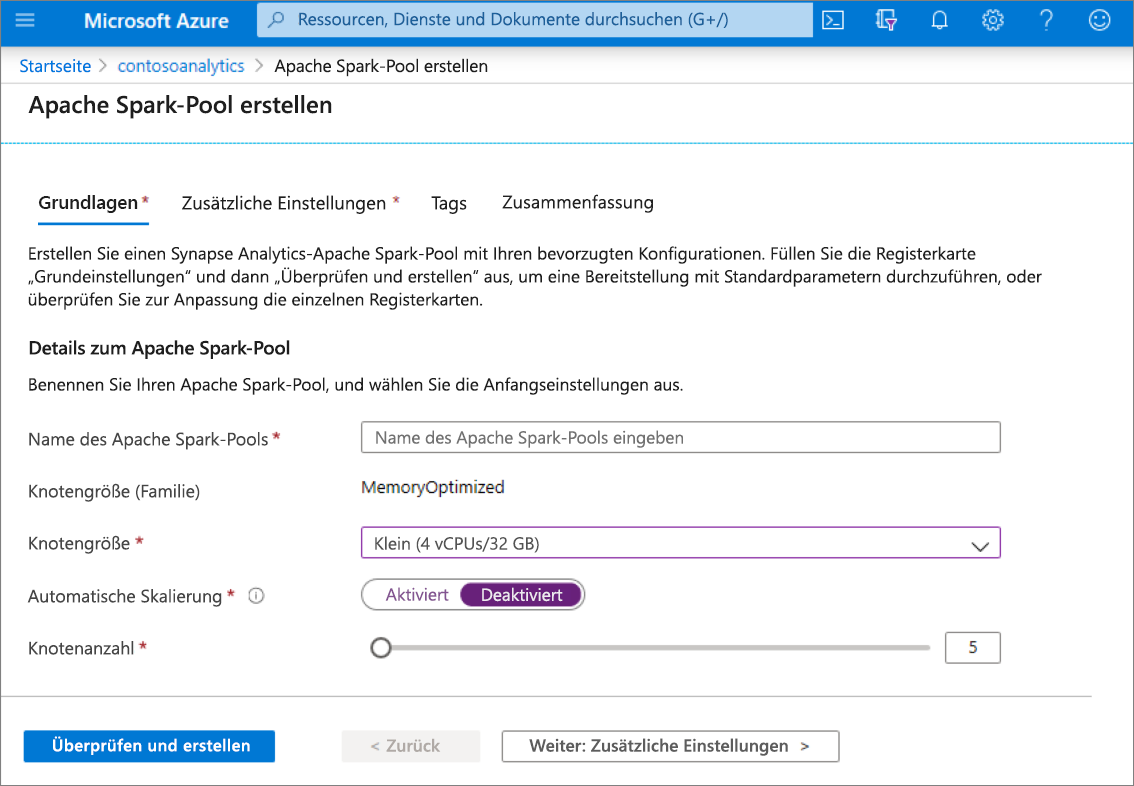 Microsoft Azure
Ressourcen, Dienste und Dokumente durchsuchen (G+/)
Startseite > contosoanalytics > Apache Spark-Pool erstellen
Apache Spark-Pool erstellen
Grundlagen * Zusätzliche Einstellungen * Tags Zusammenfassung
Erstellen Sie einen Synapse Analytics-Apache Spark-Pool mit Ihren bevorzugten Konfigurationen. Füllen Sie die Registerkarte
„Grundeinstellungen“ und dann „Überprüfen und erstellen“ aus, um eine Bereitstellung mit Standardparametern durchzuführen, oder
überprüfen Sie zur Anpassung die einzelnen Registerkarten.
Details zum Apache Spark-Pool
Benennen Sie Ihren Apache Spark-Pool, und wählen Sie die Anfangseinstellungen aus.
Name des Apache Spark-Pools * Name des Apache Spark-Pools eingeben
Knotengröße (Familie) MemoryOptimized
Knotengröße * Klein (4 vCPUs/32 GB)
Automatische Skalierung * Aktiviert Deaktiviert
Knotenanzahl * 5
Überprüfen und erstellen < Zurück Weiter: Zusätzliche Einstellungen >